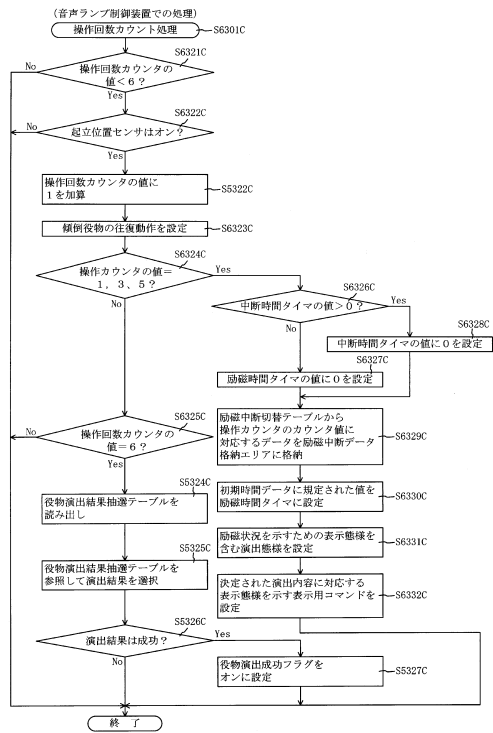 (音声ランプ制御装置での処理)
操作回数カウント処理
S6301C
S6321C
操作回数カウンタの
値<6?
No
Yes
S6322C
起立位置センサはオン?
No
Yes
操作回数カウンタの値に
1を加算
S5322C
傾倒役物の往復動作を設定
S6323C
S6324C
操作カウンタの値=
1,3、5?
Yes
No
S6326C
中断時間タイマの値>0?
Yes
No
S6328C
中断時間タイマの値に0を設定
S6327C
励磁時間タイマの値に0を設定
励磁中断切替テーブルから
操作カウンタのカウンタ値に
対応するデータを励磁中断データ
格納エリアに格納
S6329C
S6325C
操作回数カウンタの
値=6?
No
Yes
初期時間データに規定された値を
励磁時間タイマに設定
S6330C
S5324C
役物演出結果抽選テーブルを
読み出し
励磁状況を示すための表示態様を
含む演出態様を設定
S6331C
S5325C
役物演出結果抽選テーブルを
参照して演出結果を選択
決定された演出内容に対応する
表示態様を示す表示用コマンドを
設定
S6332C
S5326C
演出結果は成功?
Yes
No
役物演出成功フラグを
オンに設定
S5327C
終 了